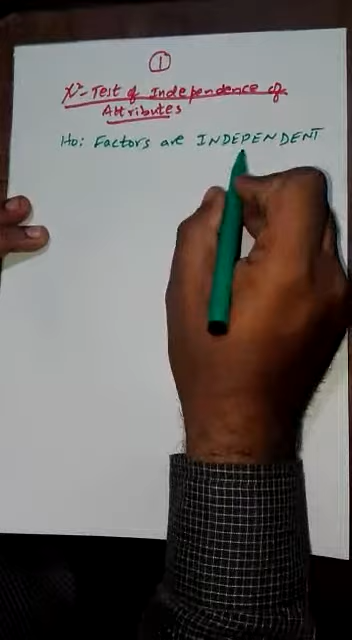 ①
χ²-Test of Independence of
Attributes
Ho: Factors are INDEPENDENT